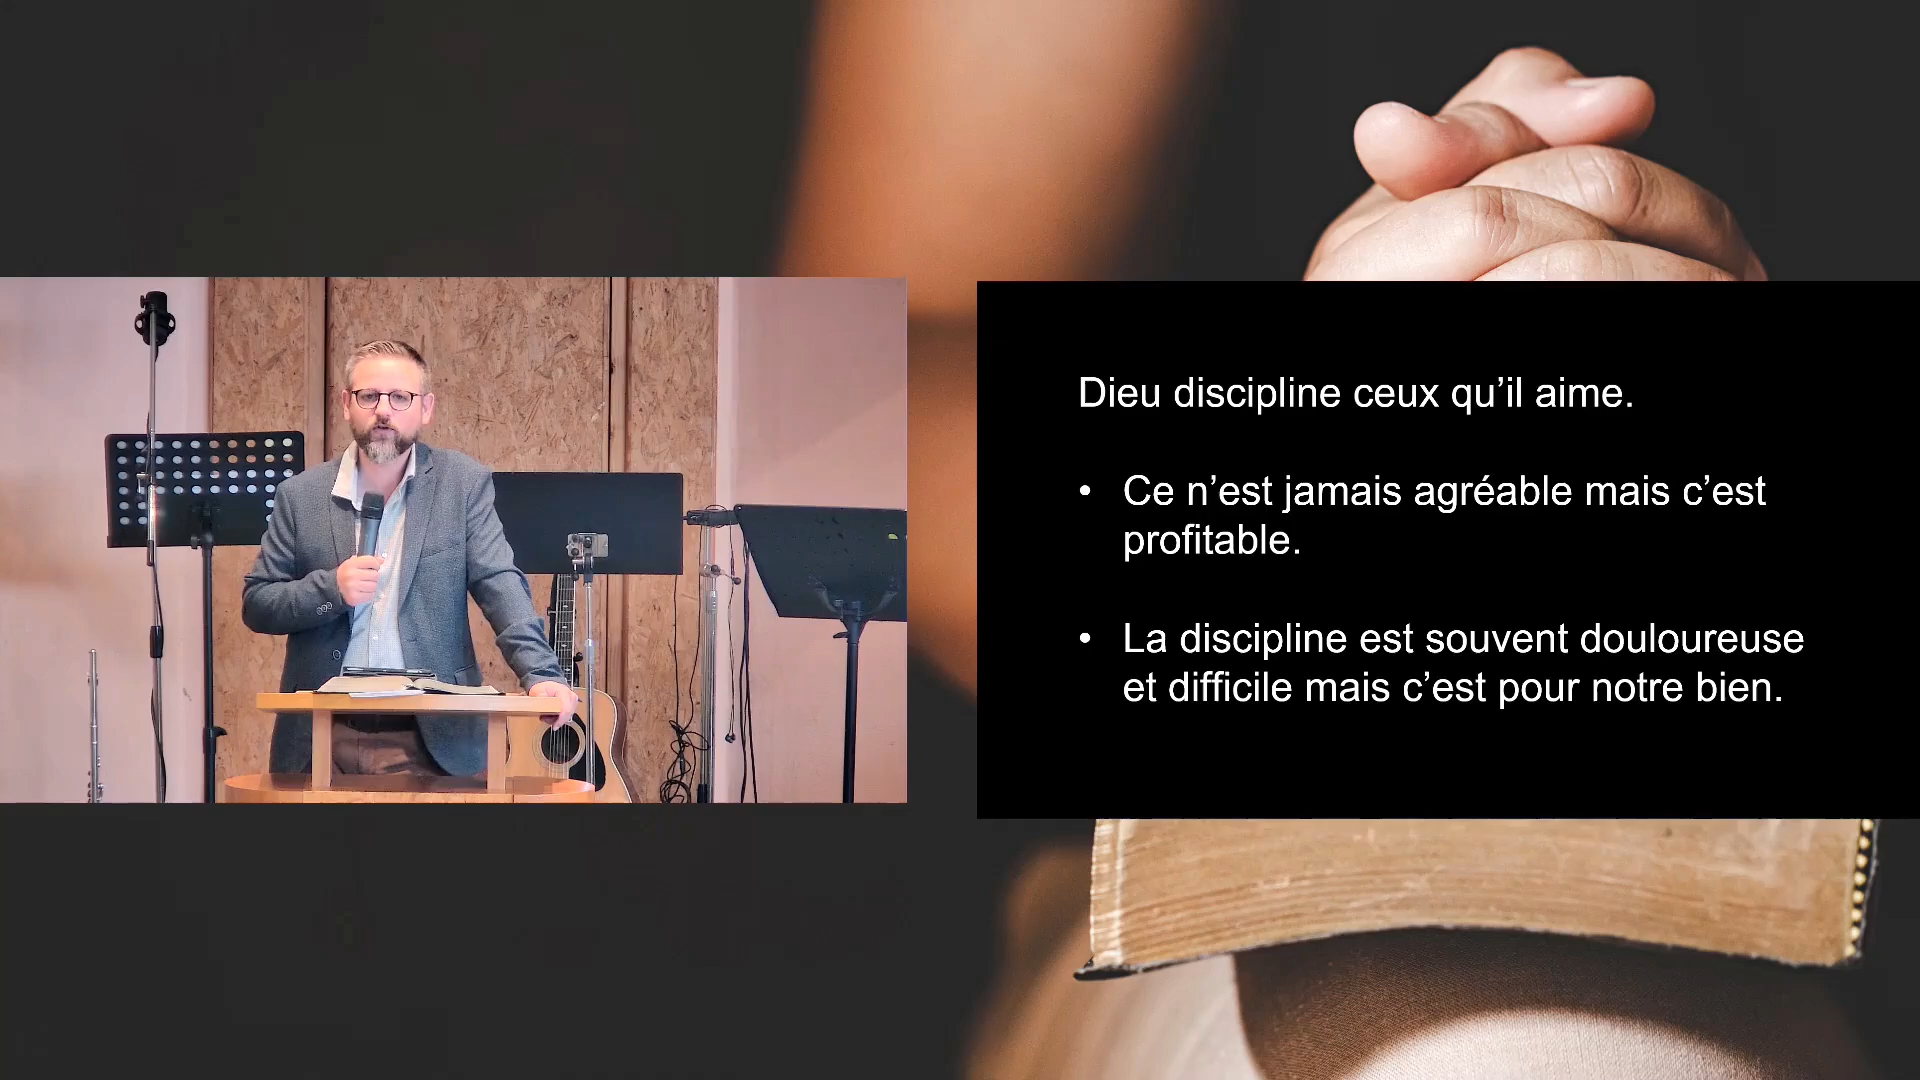 Dieu discipline ceux qu’il aime.
• Ce n’est jamais agréable mais c’est
profitable.
• La discipline est souvent douloureuse
et difficile mais c’est pour notre bien.